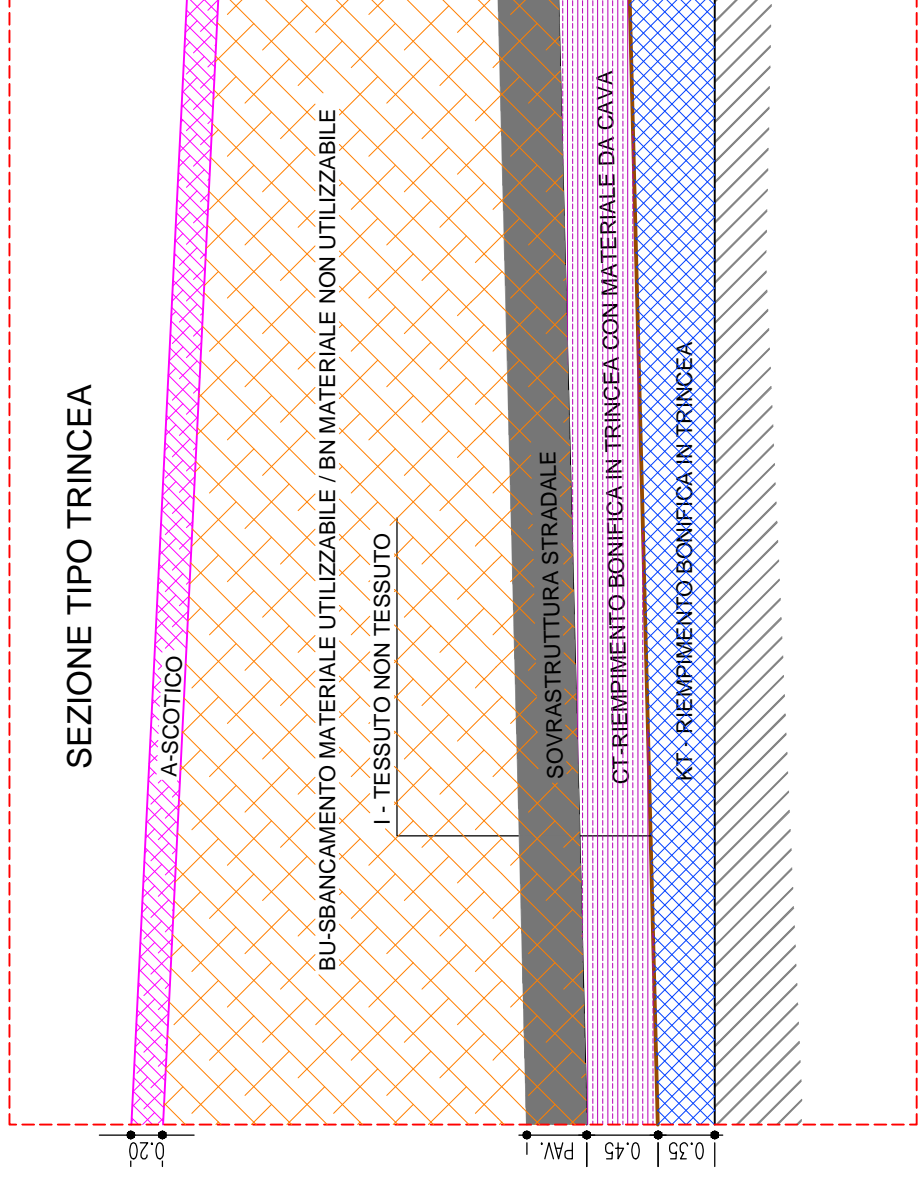 SEZIONE TIPO TRINCEA
A-SCOTICO
BU-SBANCAMENTO MATERIALE UTILIZZABILE / BN MATERIALE NON UTILIZZABILE
I - TESSUTO NON TESSUTO
SOVRASTRUTTURA STRADALE
CT-RIEMPIMENTO BONIFICA IN TRINCEA CON MATERIALE DA CAVA
KT - RIEMPIMENTO BONIFICA IN TRINCEA
0.20
PAV.
0.45
0.35